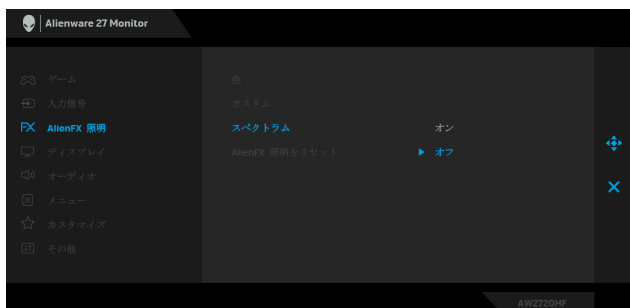 Alienware 27 Monitor
ゲーム
色
入力信号
カスタム
AlienFX 照明
スペクトラム
オン
ディスプレイ
AlienFX 照明をリセット
オフ
オーディオ
メニュー
カスタマイズ
その他
AW2720HF